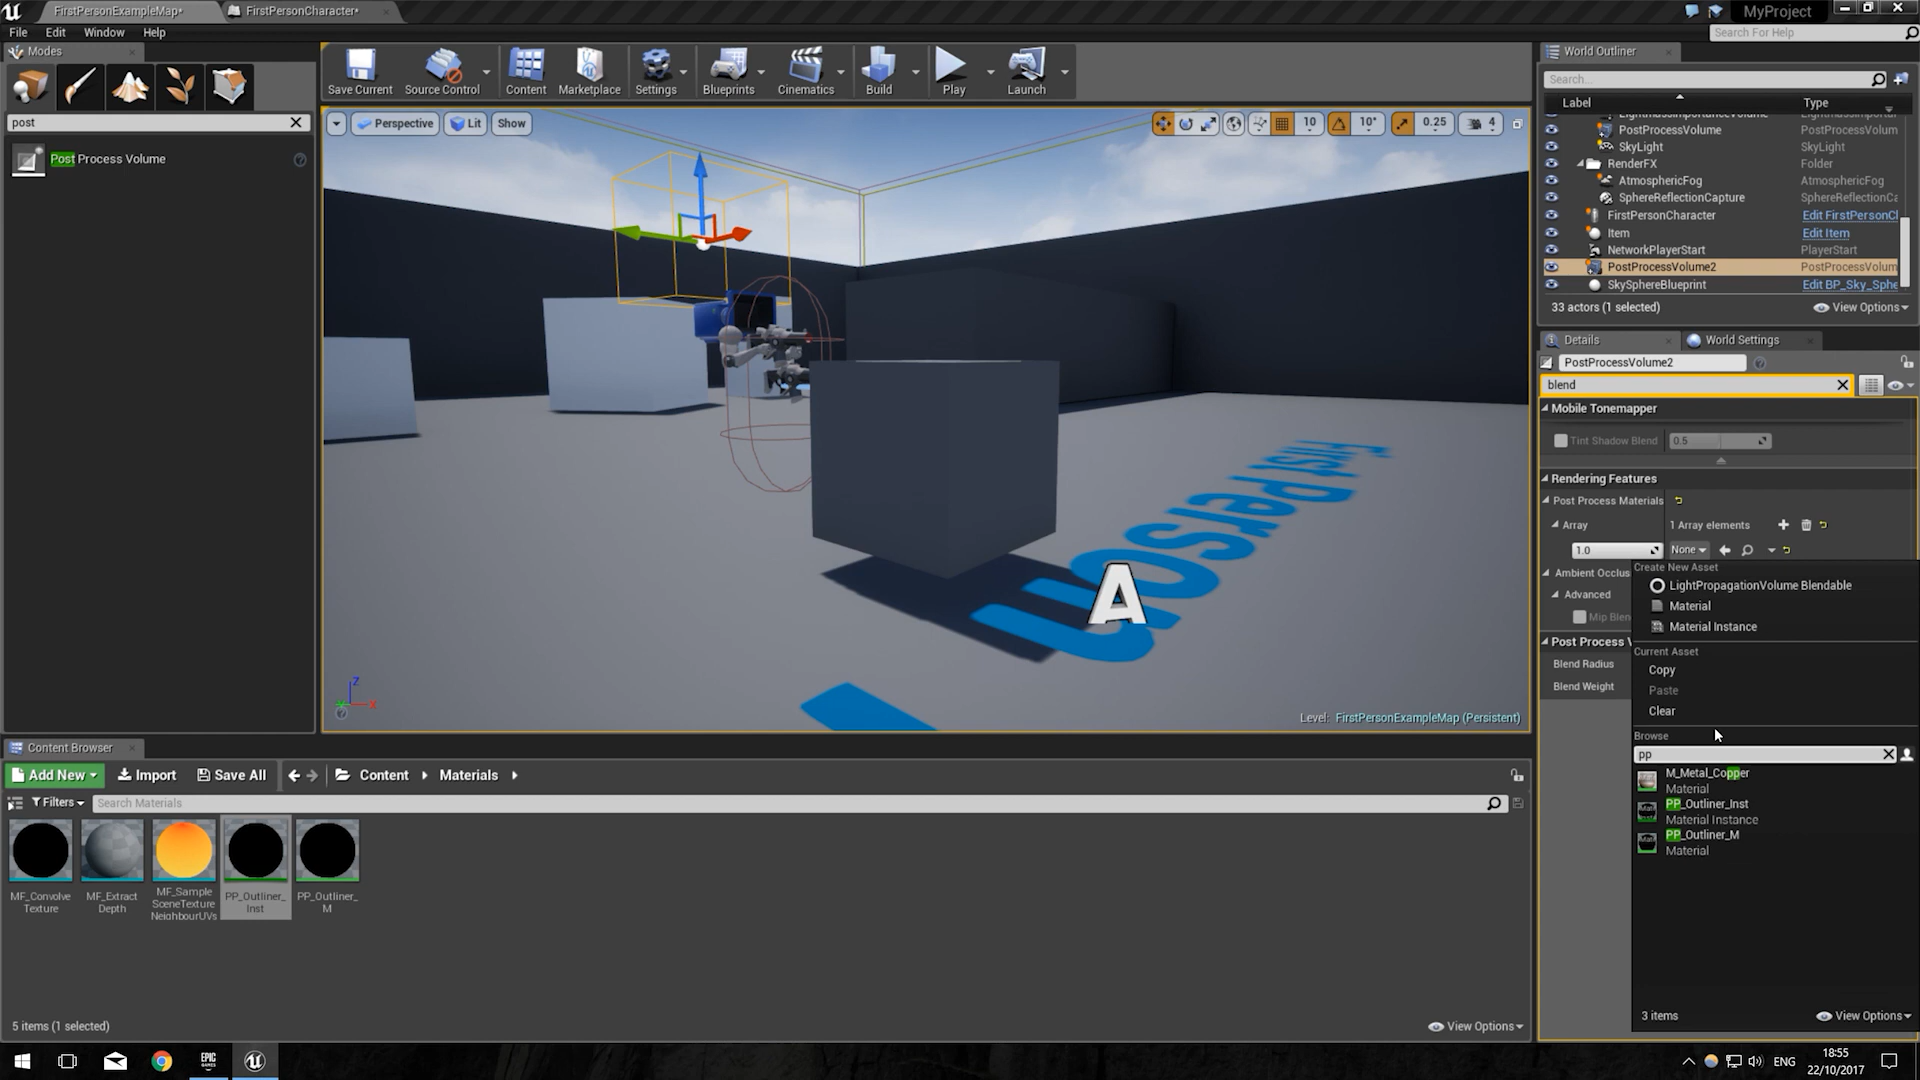 FirstPersonExampleMap*
FirstPersonCharacter*
MyProject
File Edit Window Help
Search For Help
Modes
post
Post Process Volume
Save Current
Source Control
Content
Marketplace
Settings
Blueprints
Cinematics
Build
Play
Launch
Perspective
Lit
Show
10
10°
0.25
4
First Person
A
Z
X
Level: FirstPersonExampleMap (Persistent)
World Outliner
Search...
Label Type
PostProcessVolume PostProcessVolum
SkyLight SkyLight
RenderFX Folder
AtmosphericFog AtmosphericFog
SphereReflectionCapture SphereReflectionCa
FirstPersonCharacter Edit FirstPersonCl
Item Edit Item
NetworkPlayerStart PlayerStart
PostProcessVolume2 PostProcessVolum
SkySphereBlueprint Edit BP_Sky_Sphe
33 actors (1 selected)
View Options
Details
World Settings
PostProcessVolume2
blend
Mobile Tonemapper
Tint Shadow Blend 0.5
Rendering Features
Post Process Materials
Array 1 Array elements
1.0 None
Ambient Occlus
Advanced
Mip Blen
Post Process V
Blend Radius
Blend Weight
Create New Asset
LightPropagationVolume Blendable
Material
Material Instance
Current Asset
Copy
Paste
Clear
Browse
pp
M_Metal_Copper
Material
PP_Outliner_Inst
Material Instance
PP_Outliner_M
Material
3 items
View Options
Content Browser
Add New
Import
Save All
Content
Materials
Filters
Search Materials
MF_Convolve
Texture
MF_Extract
Depth
MF_Sample
SceneTexture
NeighbourUVs
PP_Outliner_
Inst
PP_Outliner_
M
5 items (1 selected)
View Options
EPIC
GAMES
ENG
18:55
22/10/2017